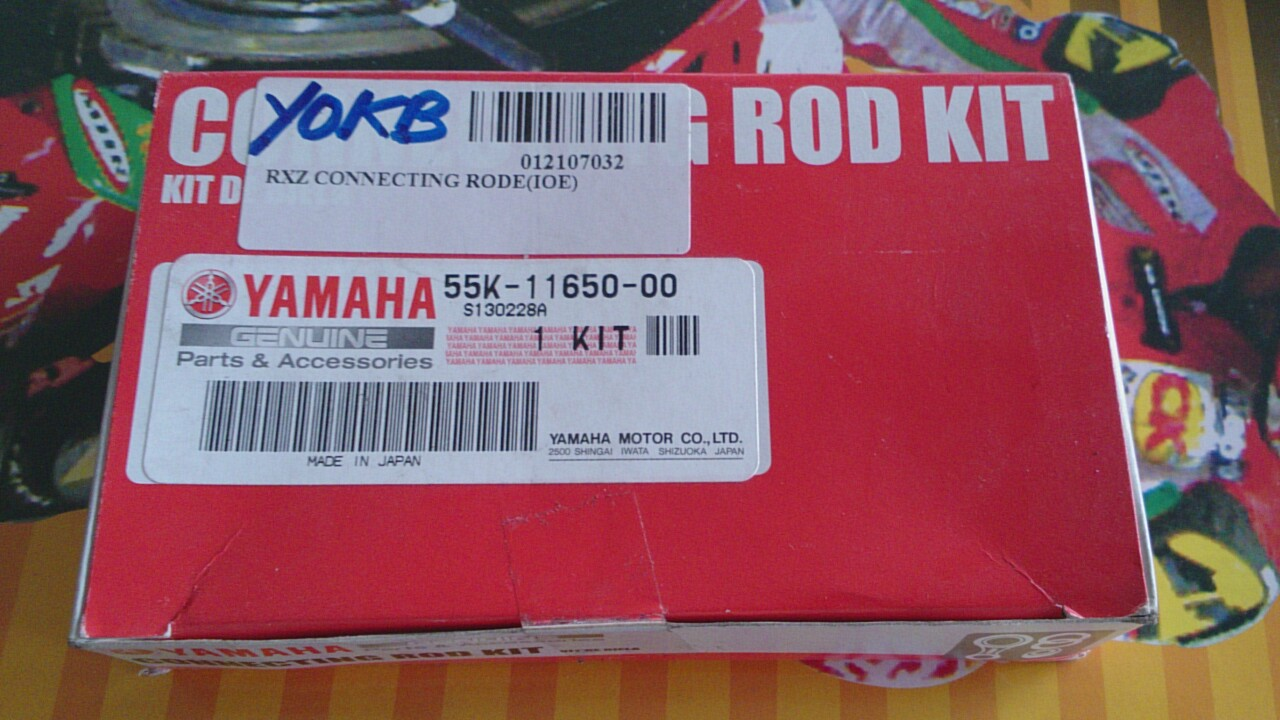 YOKB
CO G ROD KIT
012107032
RXZ CONNECTING RODE(IOE)
KIT D
YAMAHA 55K-11650-00
S130228A
GENUINE
1 KIT
Parts & Accessories
YAMAHA MOTOR CO.,LTD.
2500 SHINGAI IWATA SHIZUOKA JAPAN
MADE IN JAPAN
YAMAHA
CONNECTING ROD KIT